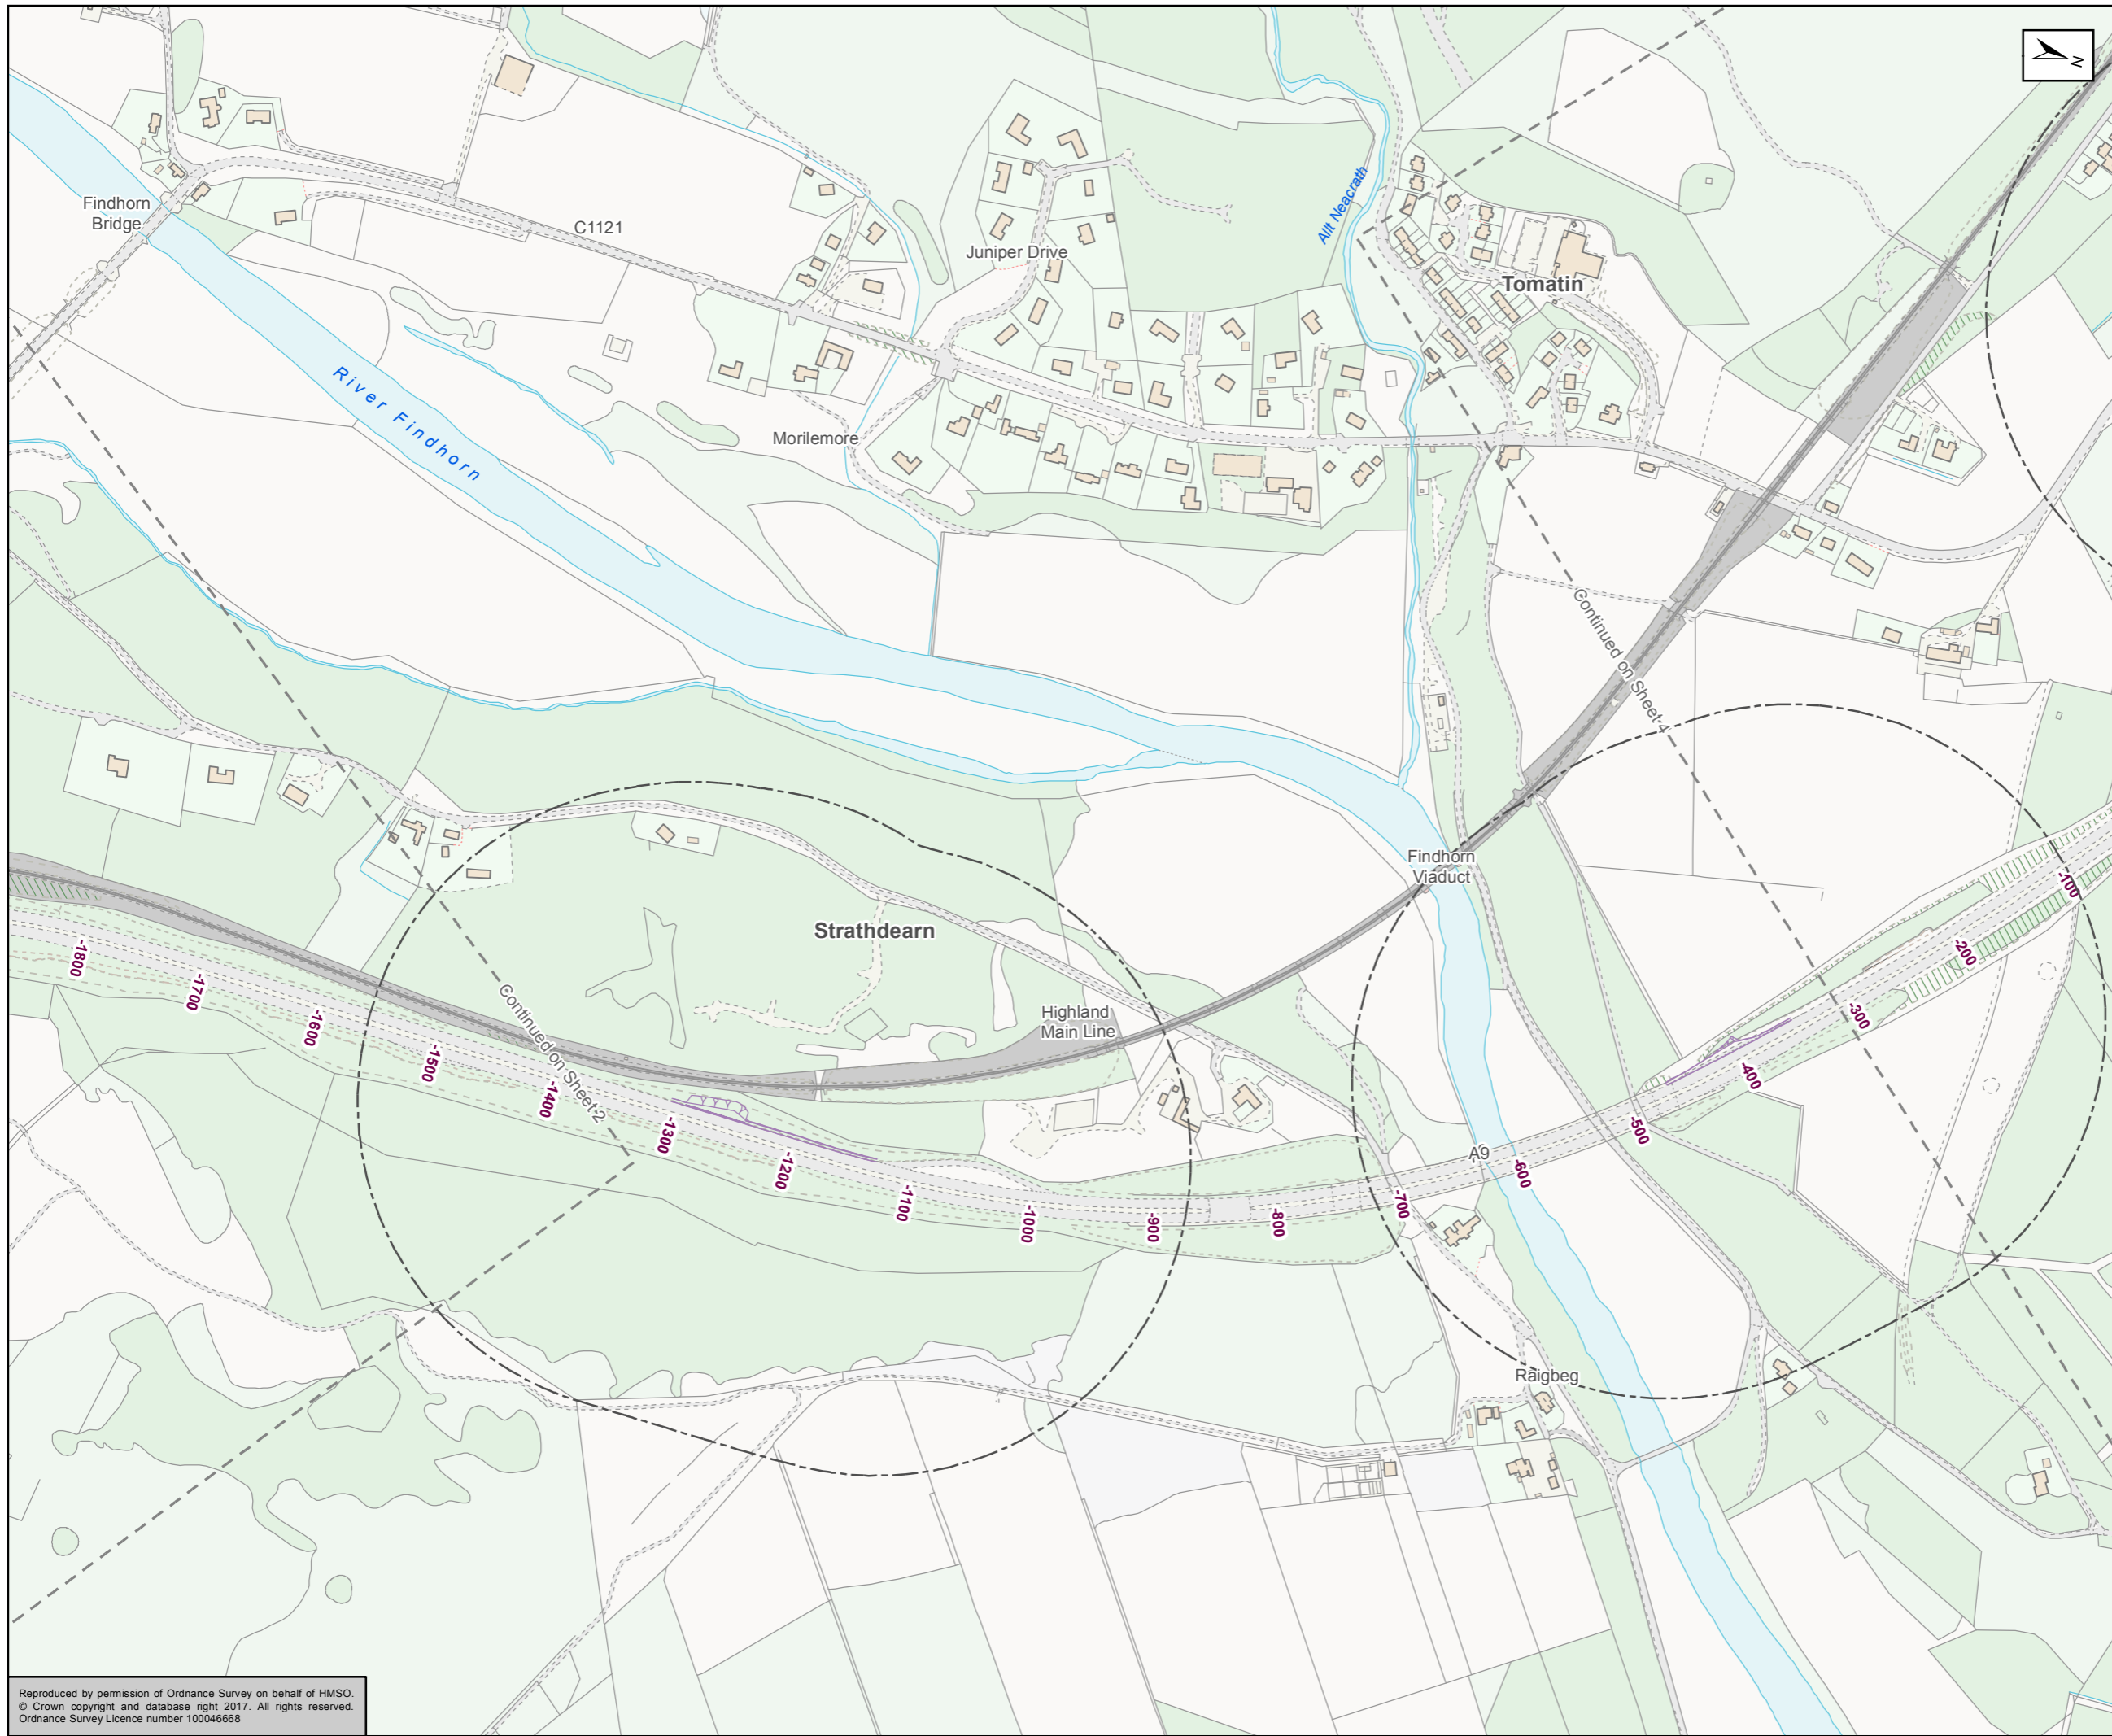 N
Findhorn
Bridge
C1121
Juniper Drive
Allt Neacrath
Tomatin
River Findhorn
Morilemore
Continued on Sheet 4
Findhorn
Viaduct
Strathdearn
Highland
Main Line
Continued on Sheet 2
A9
Raigbeg
-1800
-1700
-1600
-1500
-1400
-1300
-1200
-1100
-1000
-900
-800
-700
-600
-500
-400
-300
-200
-100
Reproduced by permission of Ordnance Survey on behalf of HMSO.
© Crown copyright and database right 2017. All rights reserved.
Ordnance Survey Licence number 100046668